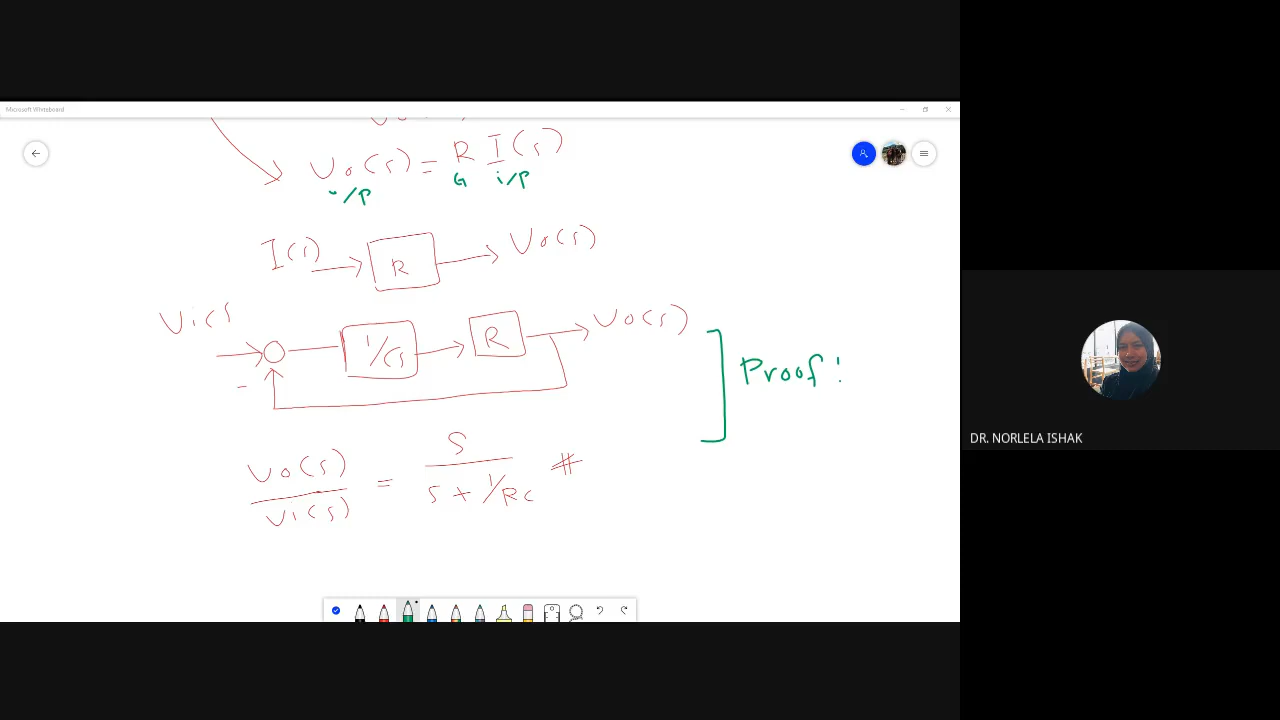 Microsoft Whiteboard
Vo(s) = R I(s)
/P G i/p
I(s) R Vo(s)
Vi(s
1/Cs R Vo(s)
-
Proof!
Vo(s)/Vi(s) = S/(s + 1/RC) #
DR. NORLELA ISHAK